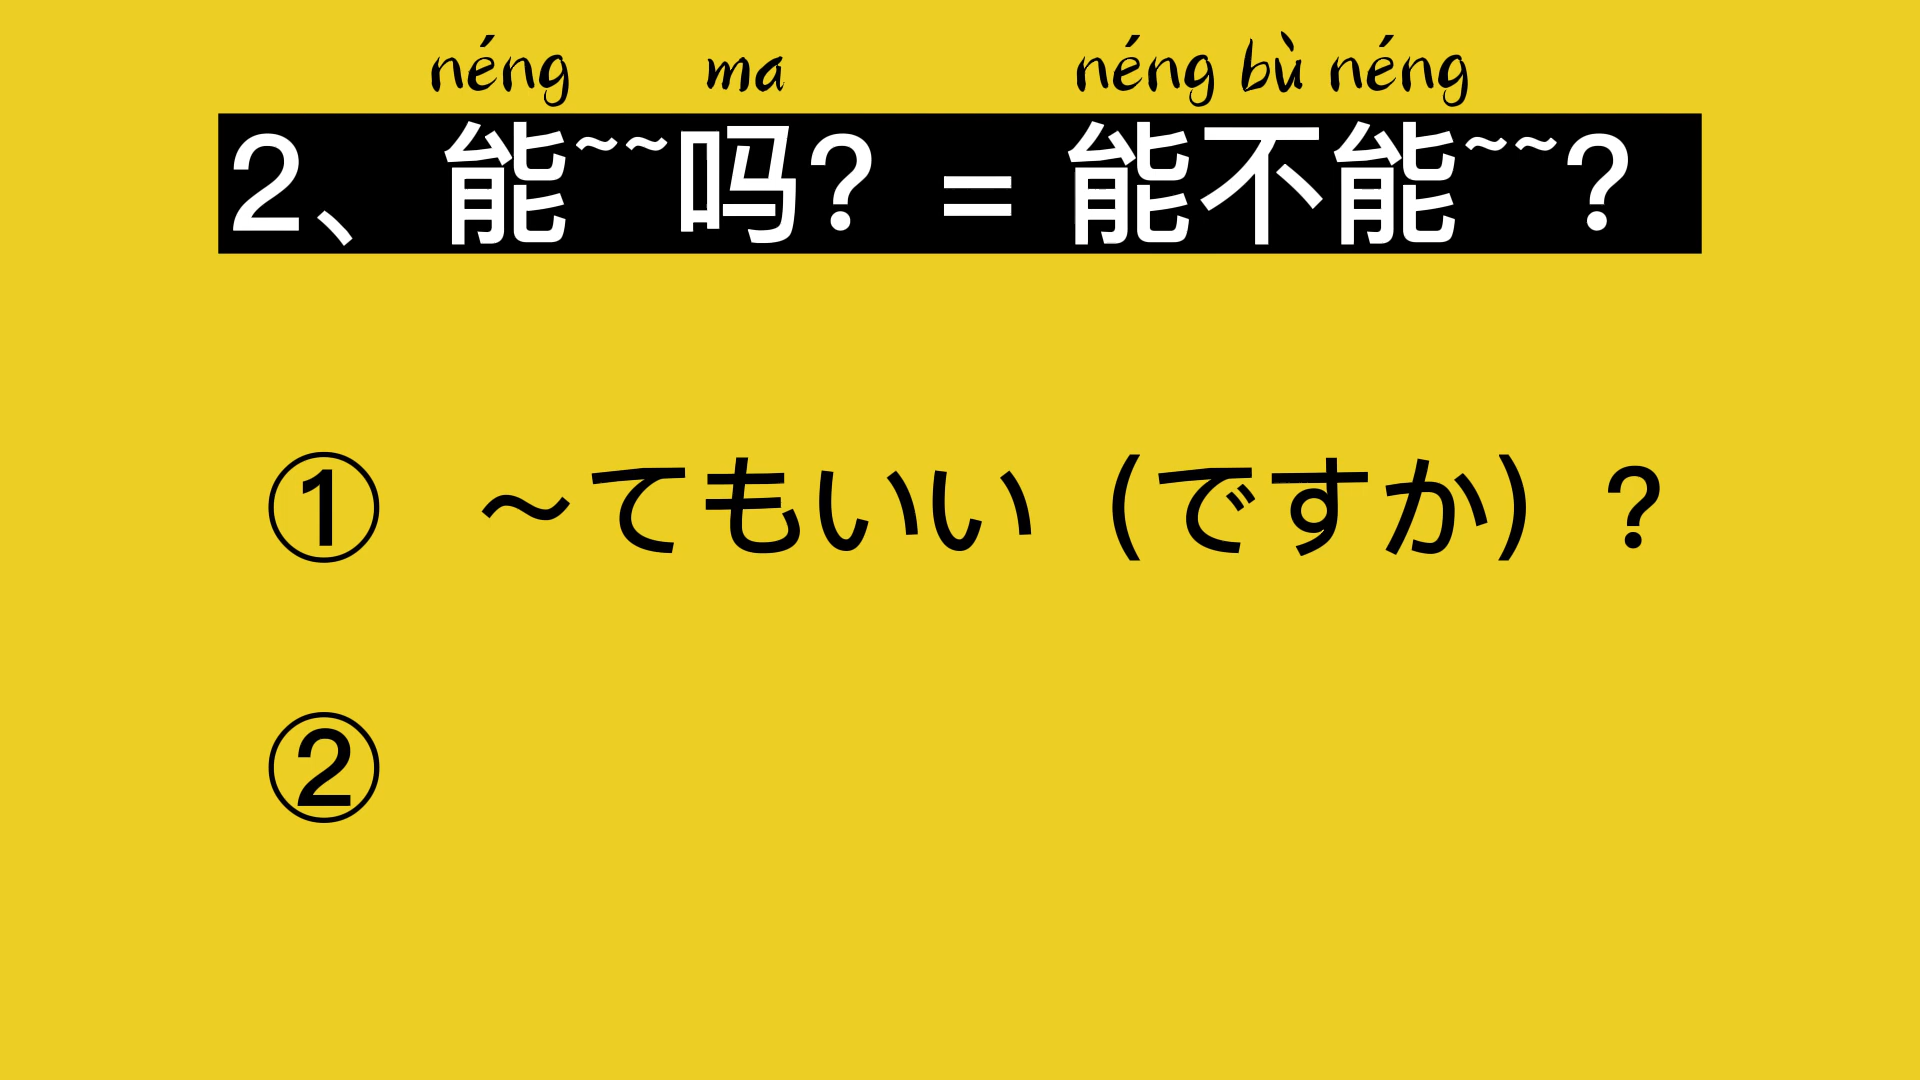 néng ma néng bù néng
2、能~~吗？= 能不能~~？
① ～てもいい（ですか）？
②